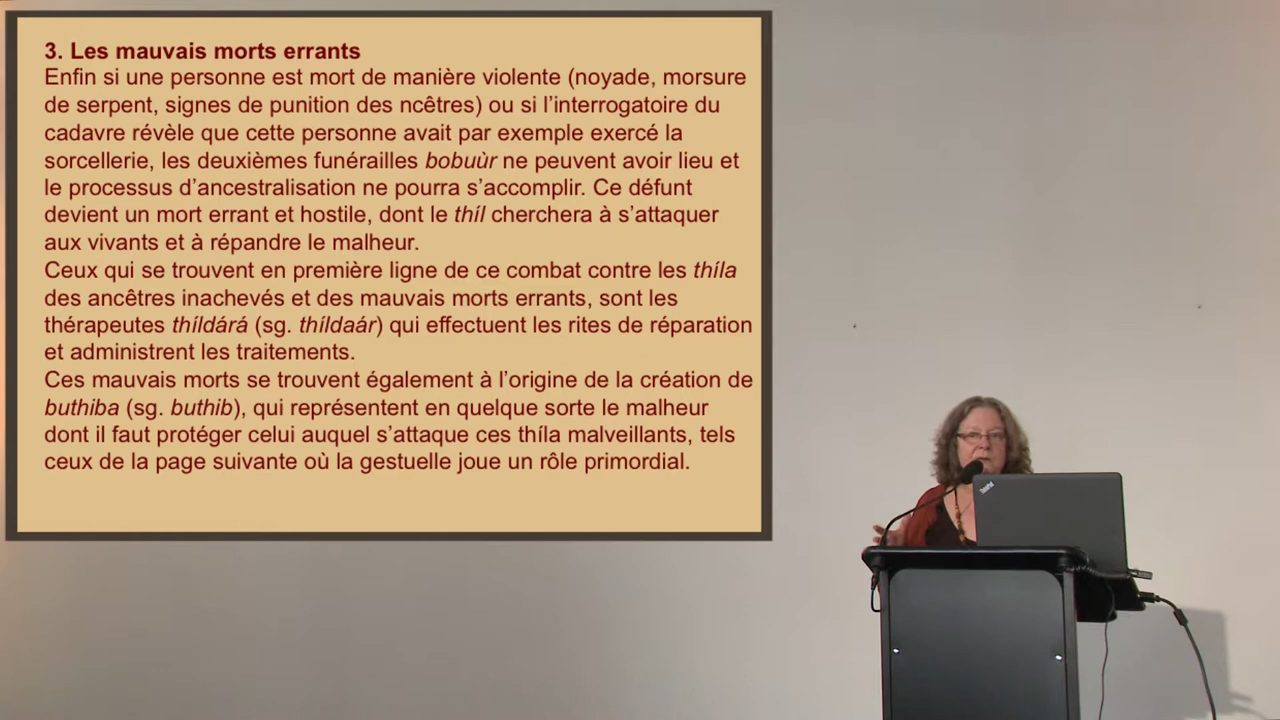 3. Les mauvais morts errants
Enfin si une personne est mort de manière violente (noyade, morsure
de serpent, signes de punition des ncêtres) ou si l'interrogatoire du
cadavre révèle que cette personne avait par exemple exercé la
sorcellerie, les deuxièmes funérailles bobuùr ne peuvent avoir lieu et
le processus d'ancestralisation ne pourra s'accomplir. Ce défunt
devient un mort errant et hostile, dont le thíl cherchera à s'attaquer
aux vivants et à répandre le malheur.
Ceux qui se trouvent en première ligne de ce combat contre les thíla
des ancêtres inachevés et des mauvais morts errants, sont les
thérapeutes thíldárá (sg. thíldaár) qui effectuent les rites de réparation
et administrent les traitements.
Ces mauvais morts se trouvent également à l'origine de la création de
buthiba (sg. buthib), qui représentent en quelque sorte le malheur
dont il faut protéger celui auquel s'attaque ces thíla malveillants, tels
ceux de la page suivante où la gestuelle joue un rôle primordial.